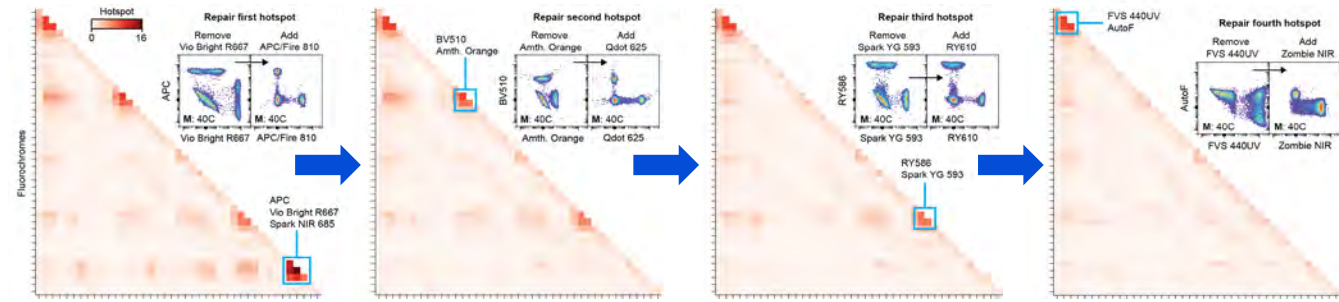 Hotspot
0
16
Fluorochromes
Repair first hotspot
Remove
Vio Bright R667
Add
APC/Fire 810
APC
M: 40C
M: 40C
Vio Bright R667
APC/Fire 810
APC
Vio Bright R667
Spark NIR 685
Repair second hotspot
BV510
Amth. Orange
Remove
Amth. Orange
Add
Qdot 625
BV510
M: 40C
M: 40C
Amth. Orange
Qdot 625
Repair third hotspot
Remove
Spark YG 593
Add
RY610
RY586
M: 40C
M: 40C
Spark YG 593
RY610
RY586
Spark YG 593
FVS 440UV
AutoF
Repair fourth hotspot
Remove
FVS 440UV
Add
Zombie NIR
AutoF
M: 40C
M: 40C
FVS 440UV
Zombie NIR